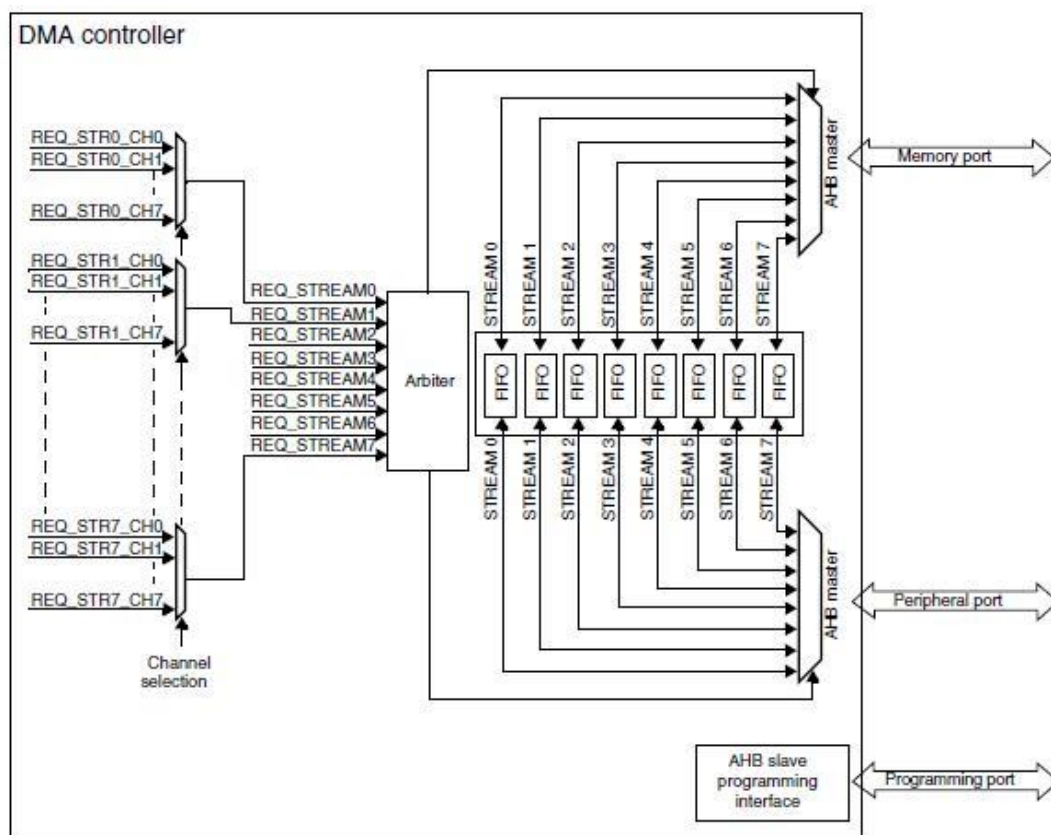 DMA controller
REQ_STR0_CH0
REQ_STR0_CH1
REQ_STR0_CH7
REQ_STR1_CH0
REQ_STR1_CH1
REQ_STR1_CH7
REQ_STR7_CH0
REQ_STR7_CH1
REQ_STR7_CH7
Channel
selection
REQ_STREAM0
REQ_STREAM1
REQ_STREAM2
REQ_STREAM3
REQ_STREAM4
REQ_STREAM5
REQ_STREAM6
REQ_STREAM7
Arbiter
STREAM 0
STREAM 1
STREAM 2
STREAM 3
STREAM 4
STREAM 5
STREAM 6
STREAM 7
FIFO
FIFO
FIFO
FIFO
FIFO
FIFO
FIFO
FIFO
STREAM 0
STREAM 1
STREAM 2
STREAM 3
STREAM 4
STREAM 5
STREAM 6
STREAM 7
AHB master
Memory port
AHB master
Peripheral port
AHB slave
programming
interface
Programming port